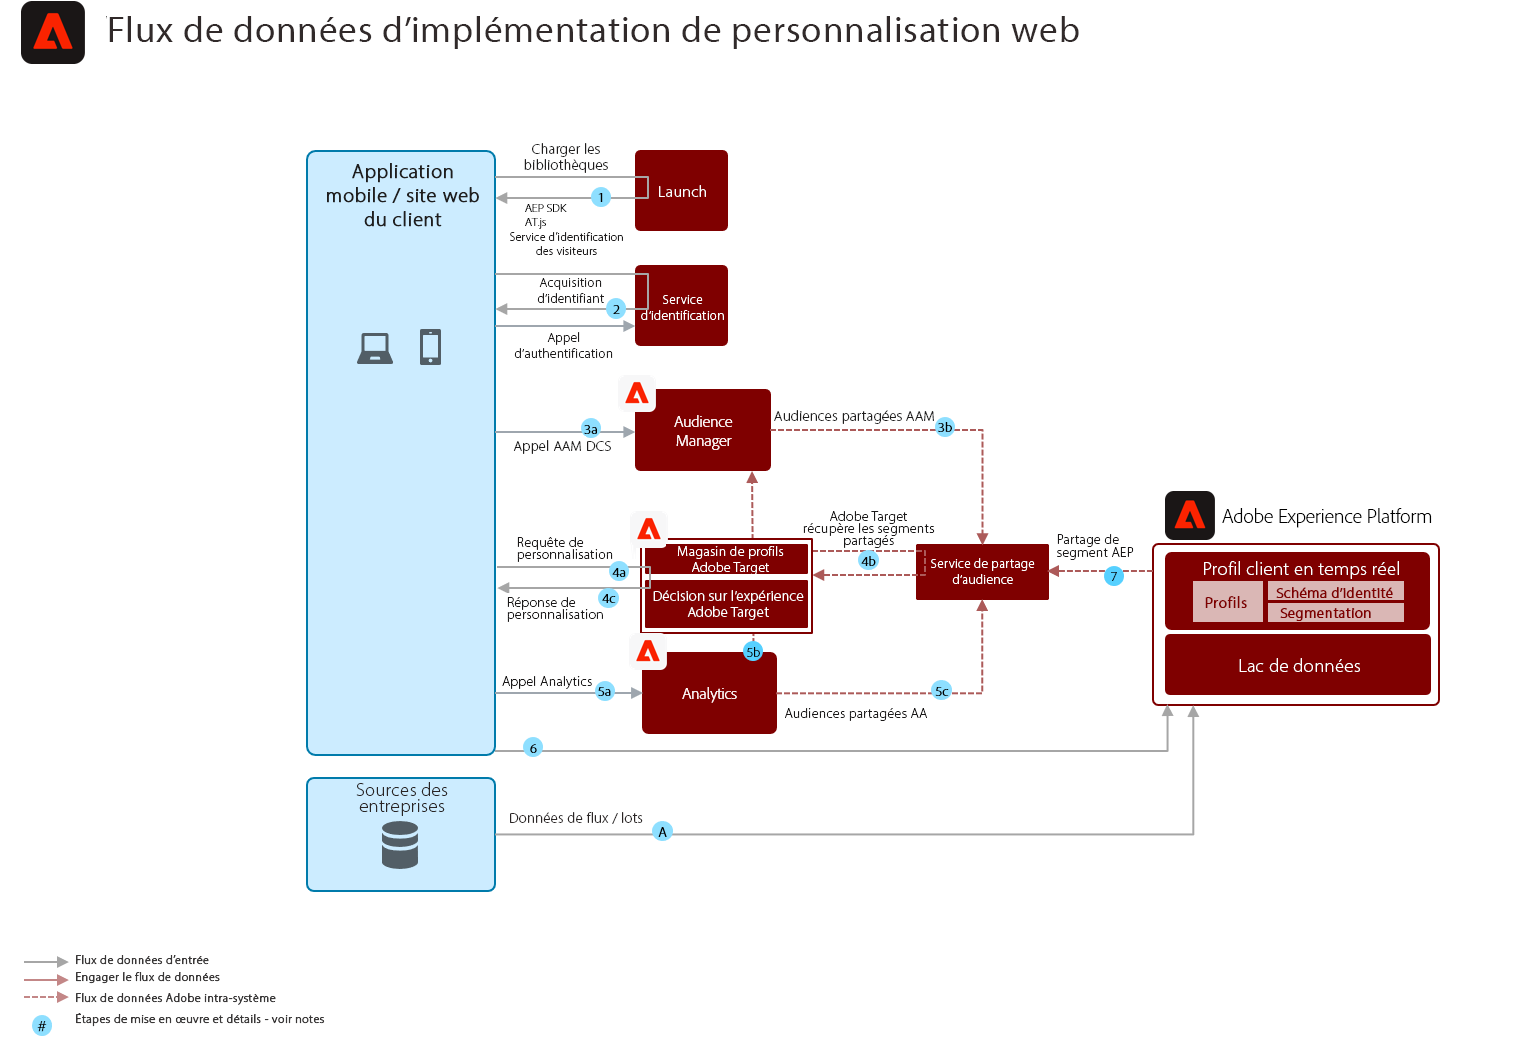 Flux de données d’implémentation de personnalisation web
Application
mobile / site web
du client
Charger les
bibliothèques
1
AEP SDK
AT.js
Service d’identification
des visiteurs
Launch
Acquisition
d’identifiant
2
Appel
d’authentification
Service
d’identification
3a
Appel AAM DCS
Audience
Manager
Audiences partagées AAM
3b
Requête de
personnalisation
4a
4c
Réponse de
personnalisation
Magasin de profils
Adobe Target
Décision sur l’expérience
Adobe Target
Adobe Target
récupère les segments
partagés
4b
Service de partage
d’audience
Partage de
segment AEP
7
Adobe Experience Platform
Profil client en temps réel
Profils
Schéma d’identité
Segmentation
Lac de données
5b
Appel Analytics
5a
Analytics
5c
Audiences partagées AA
6
Sources des
entreprises
Données de flux / lots
A
Flux de données d’entrée
Engager le flux de données
Flux de données Adobe intra-système
#
Étapes de mise en œuvre et détails - voir notes